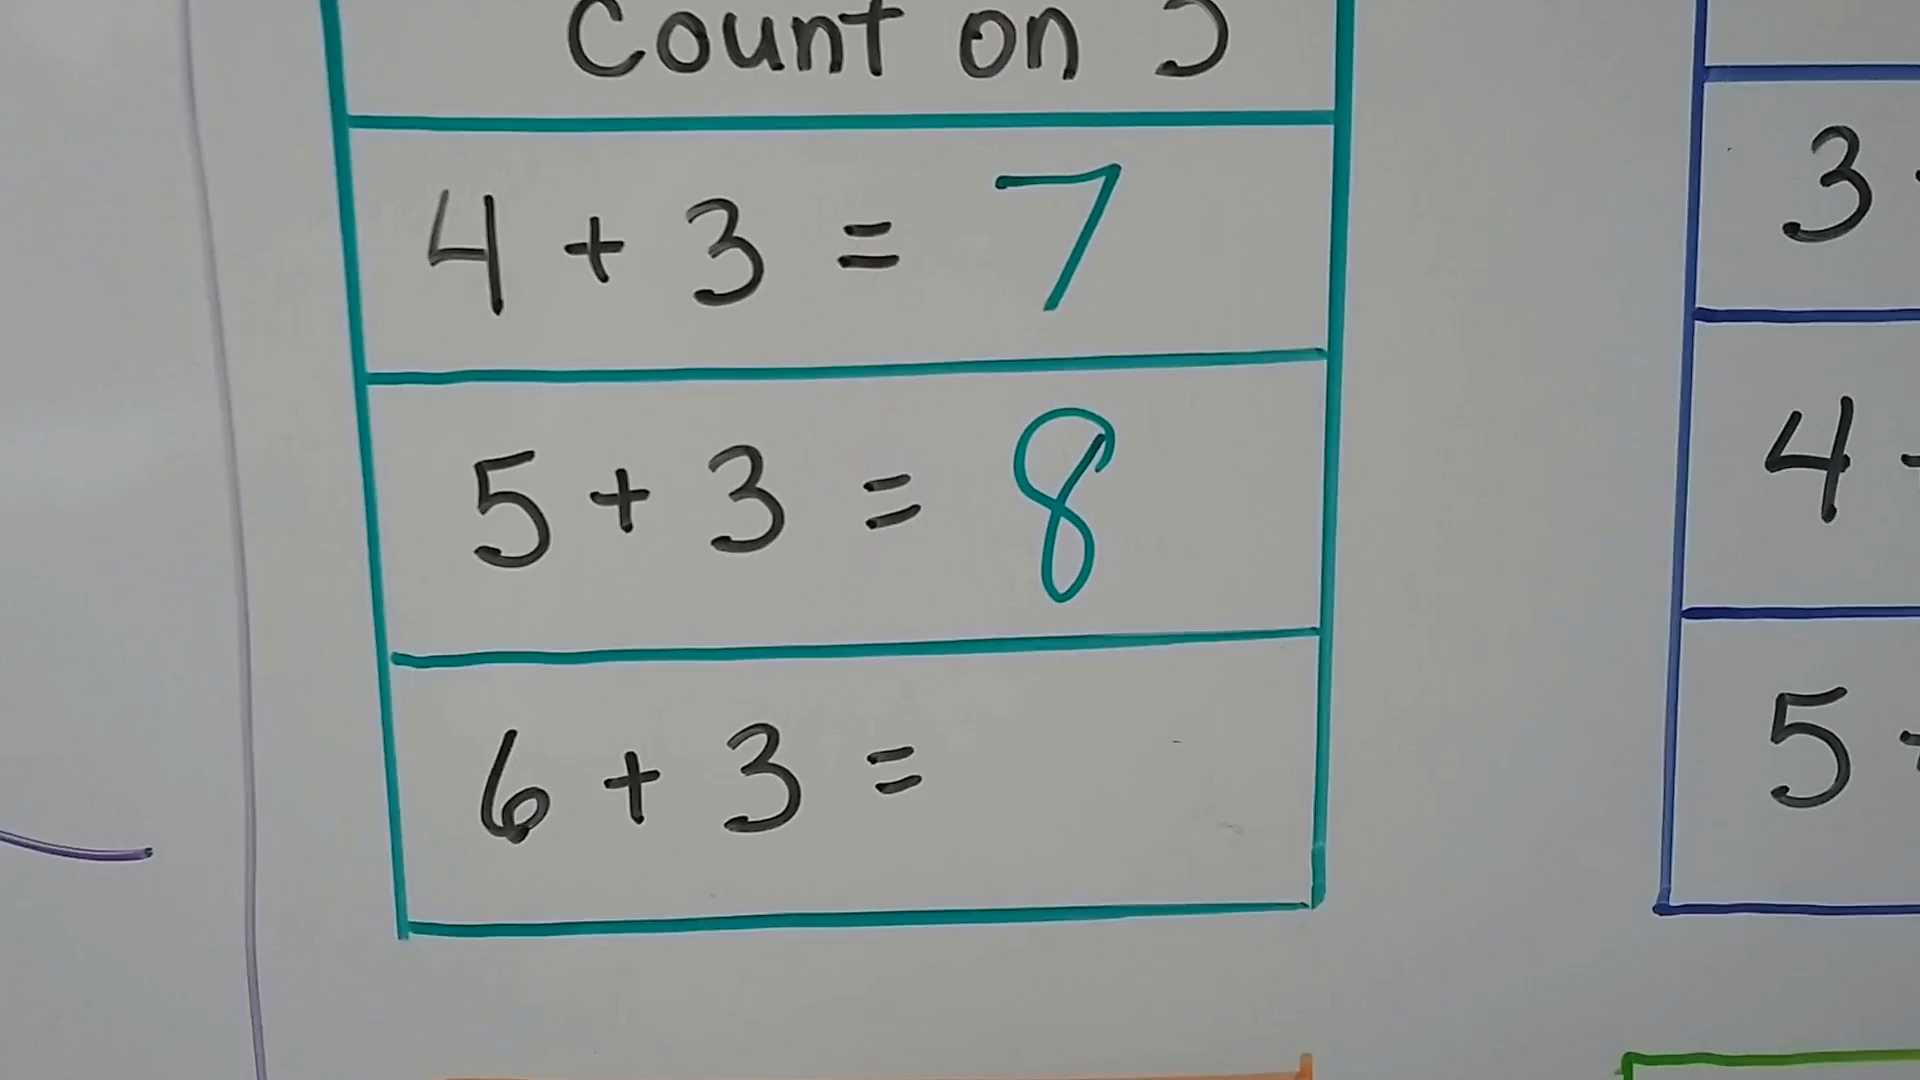 Count on 3
4 + 3 = 7
5 + 3 = 8
6 + 3 =
3
4
5